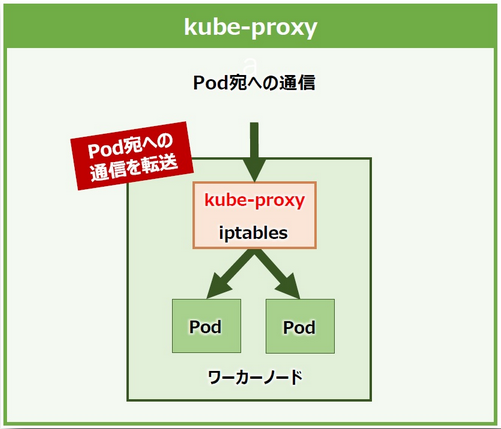 kube-proxy
Pod宛への通信
Pod宛への
通信を転送
kube-proxy
iptables
Pod
Pod
ワーカーノード